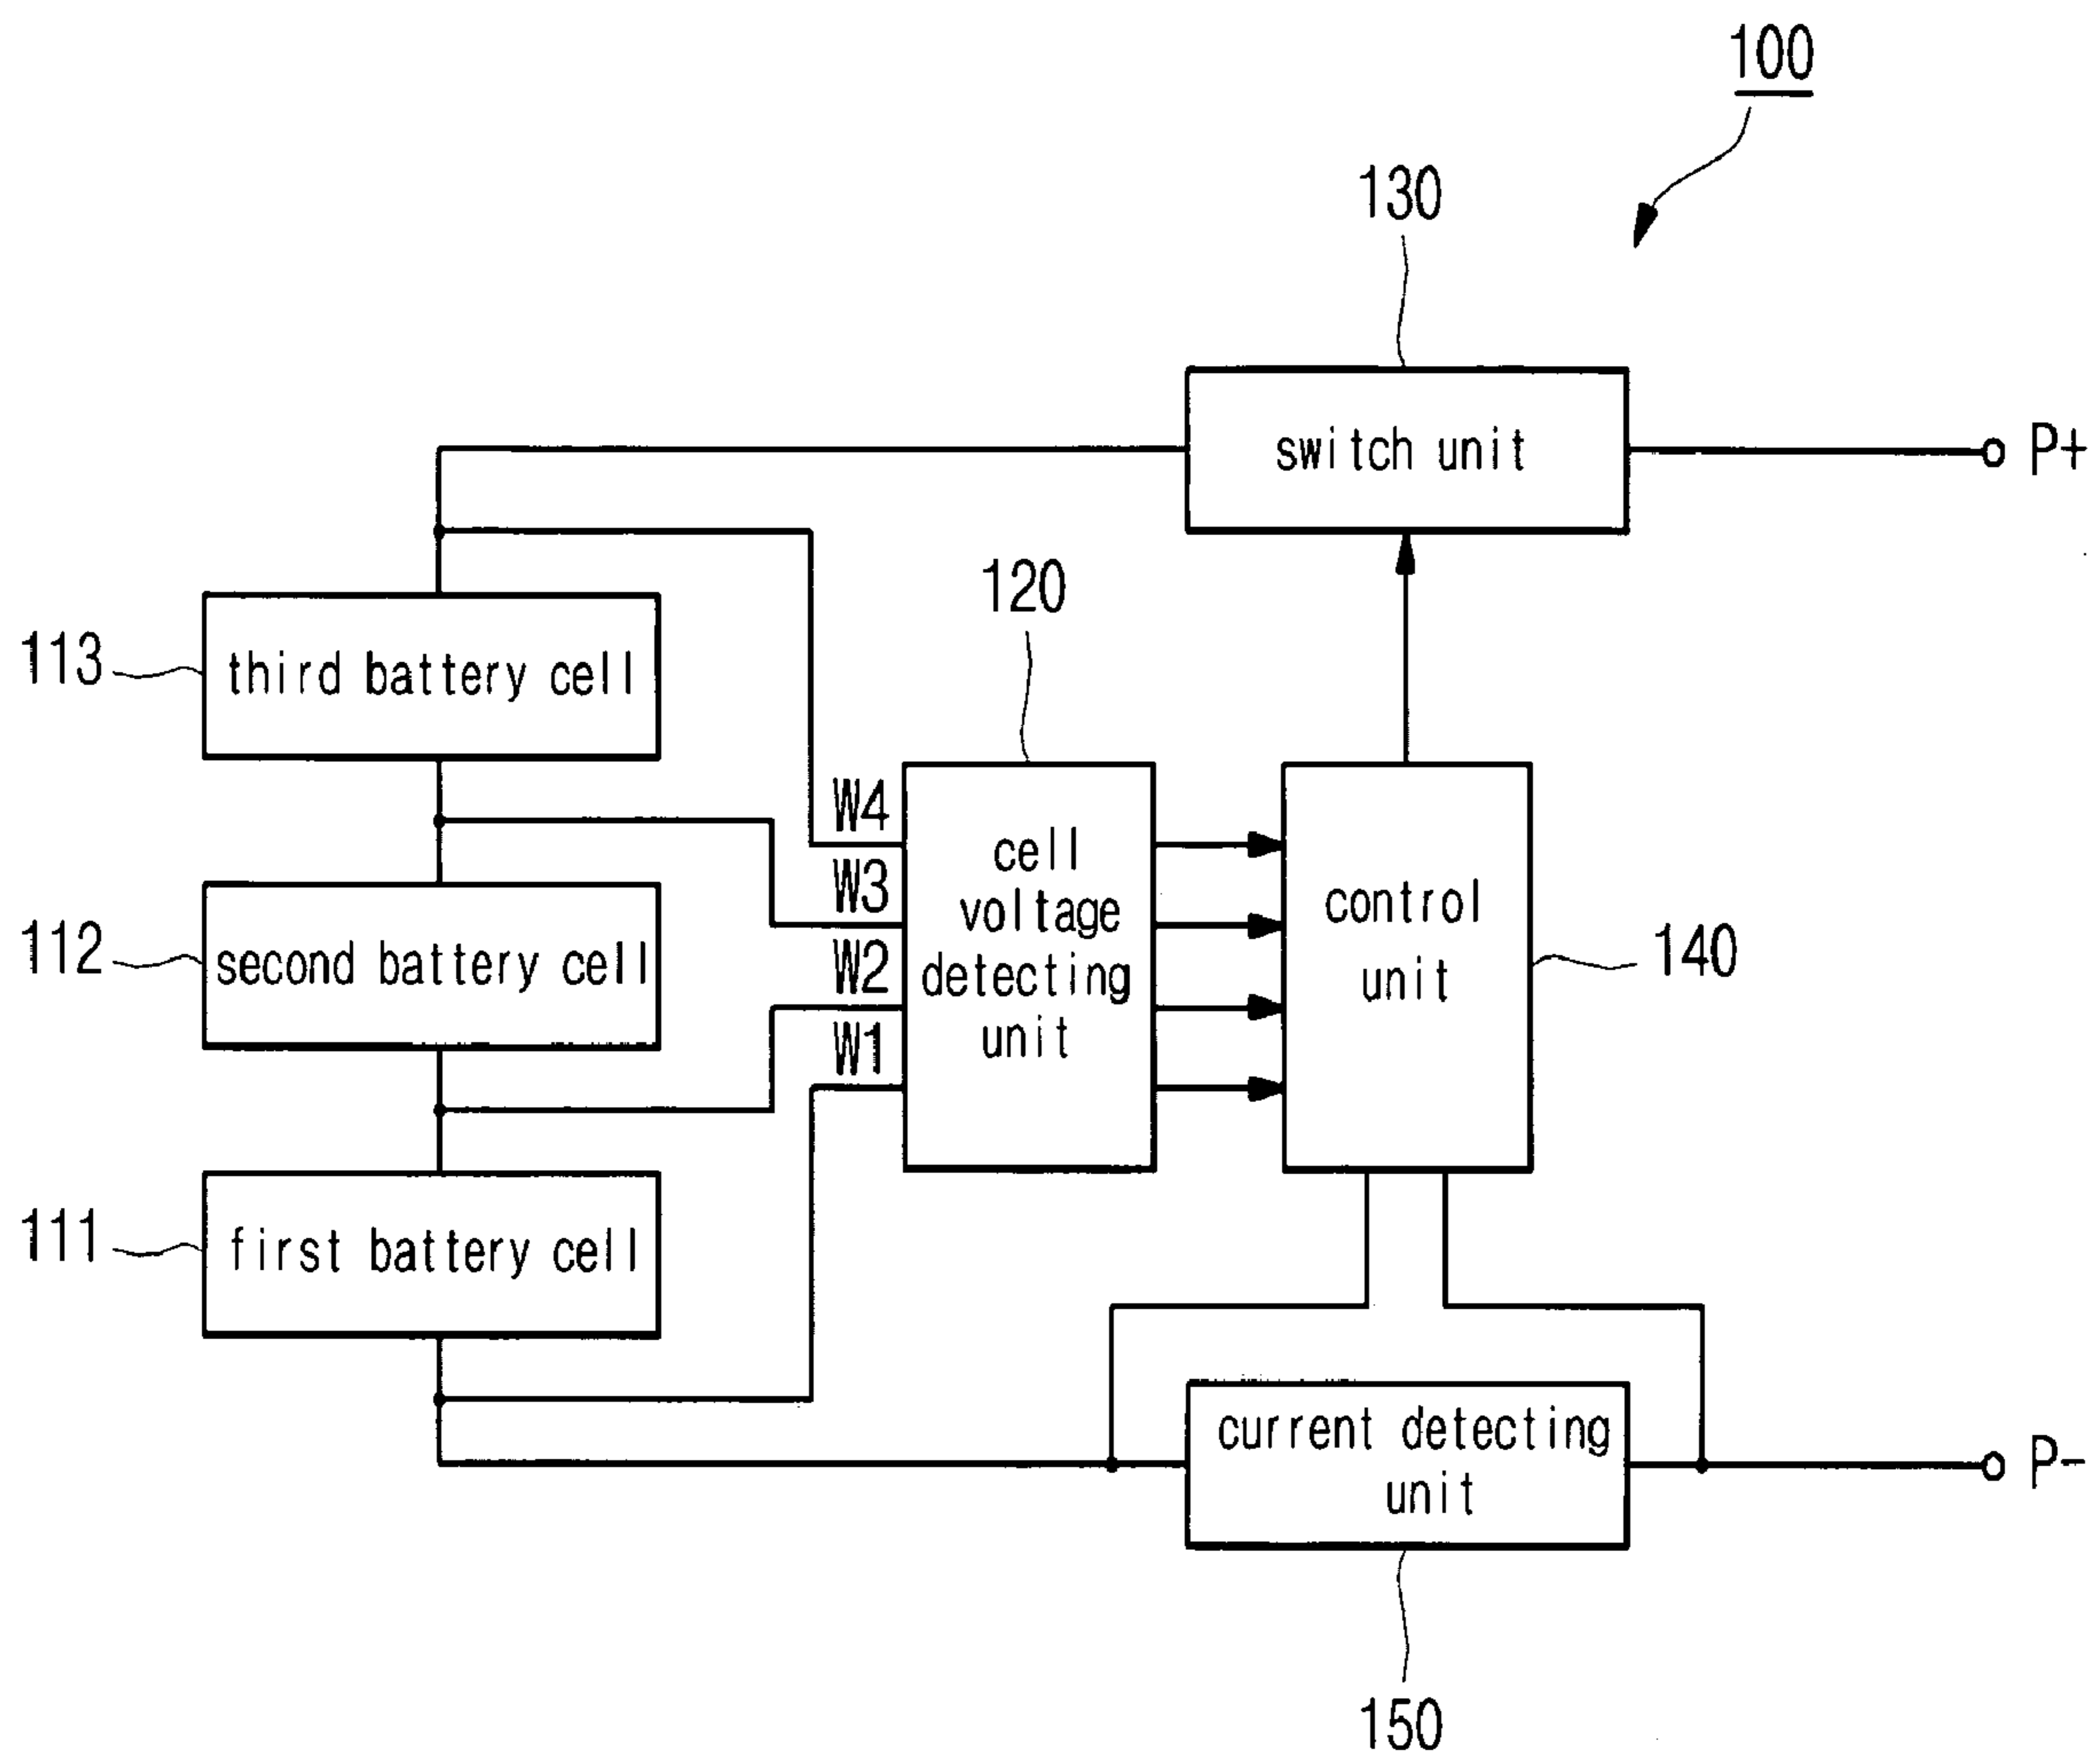 100
130
switch unit
P+
120
113
third battery cell
W4
cell
voltage
detecting
unit
W3
control
unit
112
second battery cell
W2
140
W1
111
first battery cell
current detecting
unit
P-
150